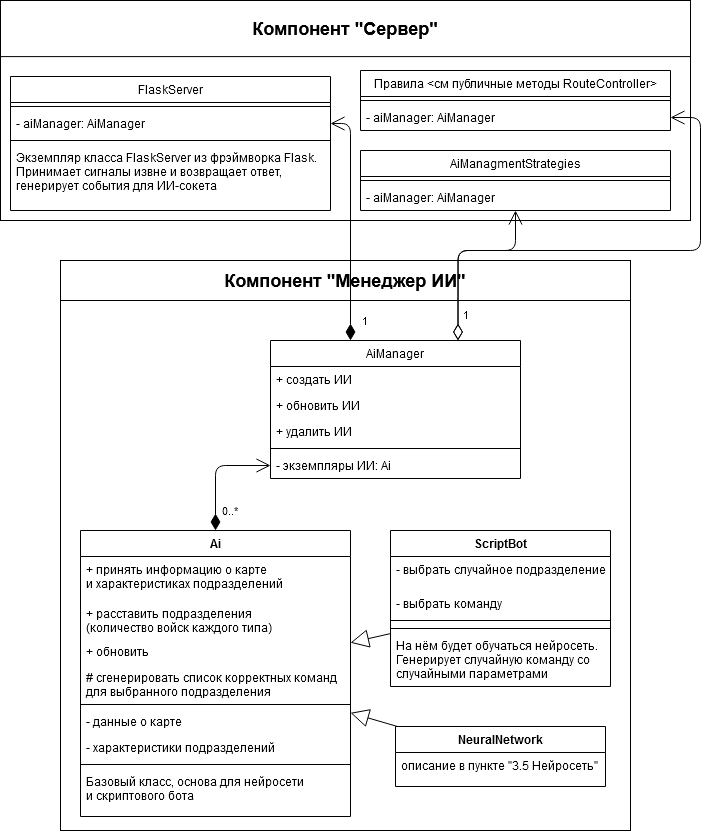 Компонент "Сервер"
FlaskServer
- aiManager: AiManager
Экземпляр класса FlaskServer из фрэймворка Flask.
Принимает сигналы извне и возвращает ответ,
генерирует события для ИИ-сокета
Правила <см публичные методы RouteController>
- aiManager: AiManager
AiManagmentStrategies
- aiManager: AiManager
Компонент "Менеджер ИИ"
1
1
AiManager
+ создать ИИ
+ обновить ИИ
+ удалить ИИ
- экземпляры ИИ: Ai
0..*
Ai
+ принять информацию о карте
и характеристиках подразделений
+ расставить подразделения
(количество войск каждого типа)
+ обновить
# сгенерировать список корректных команд
для выбранного подразделения
- данные о карте
- характеристики подразделений
Базовый класс, основа для нейросети
и скриптового бота
ScriptBot
- выбрать случайное подразделение
- выбрать команду
На нём будет обучаться нейросеть.
Генерирует случайную команду со
случайными параметрами
NeuralNetwork
описание в пункте "3.5 Нейросеть"